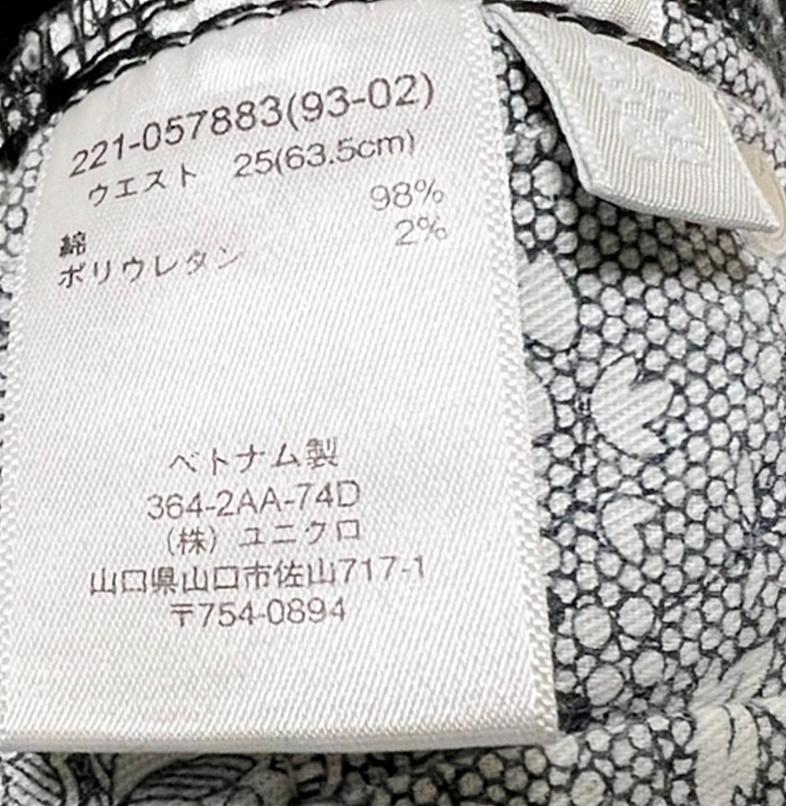 221-057883(93-02)
ウエスト 25(63.5cm)
綿 98%
ポリウレタン 2%
ベトナム製
364-2AA-74D
(株) ユニクロ
山口県山口市佐山717-1
〒754-0894